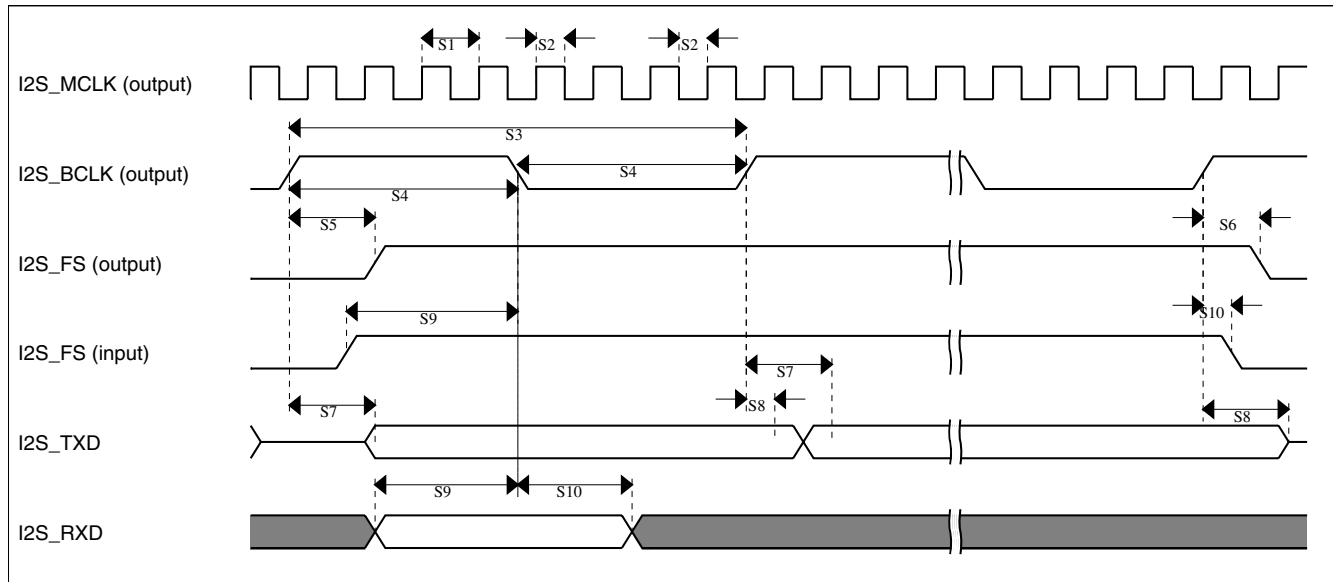 S1 S2 S2
I2S_MCLK (output)
S3
I2S_BCLK (output)
S4
S4
S5 S6
I2S_FS (output)
S9 S10
I2S_FS (input)
S7
S7 S8 S8
I2S_TXD
S9 S10
I2S_RXD